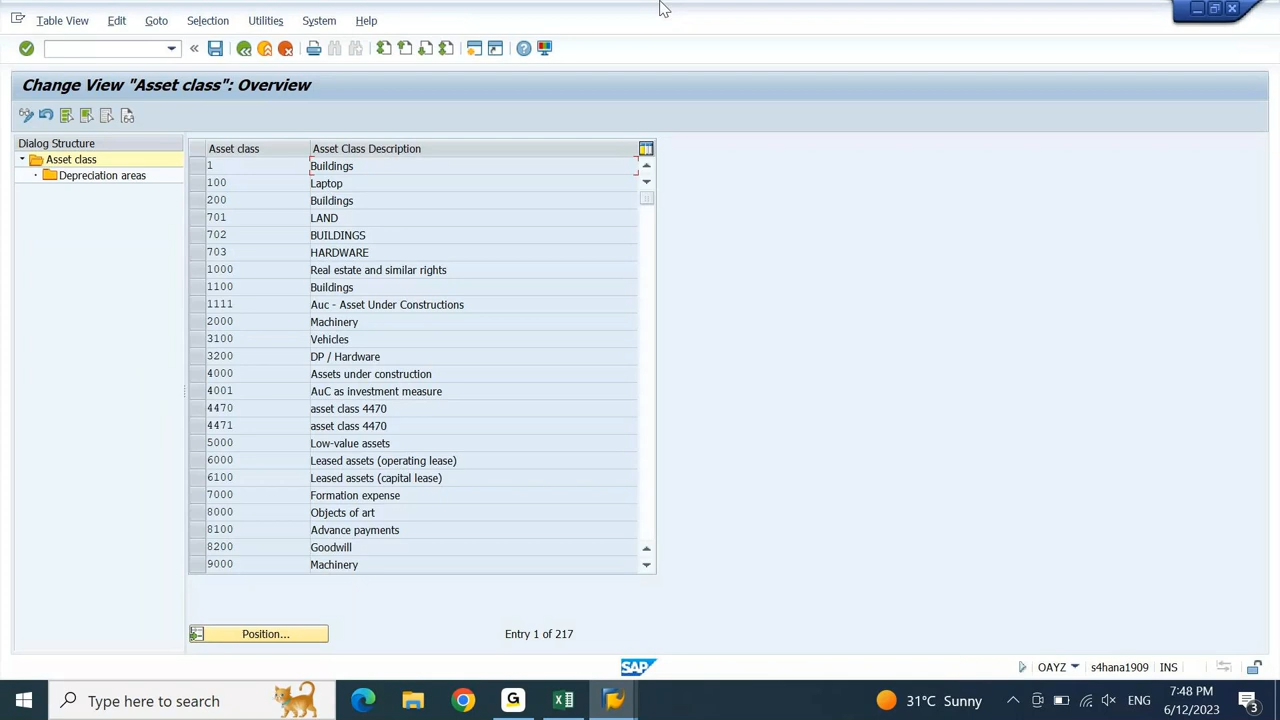 Table View Edit Goto Selection Utilities System Help
Change View "Asset class": Overview
Dialog Structure
Asset class
Depreciation areas
Asset class Asset Class Description
1 Buildings
100 Laptop
200 Buildings
701 LAND
702 BUILDINGS
703 HARDWARE
1000 Real estate and similar rights
1100 Buildings
1111 Auc - Asset Under Constructions
2000 Machinery
3100 Vehicles
3200 DP / Hardware
4000 Assets under construction
4001 AuC as investment measure
4470 asset class 4470
4471 asset class 4470
5000 Low-value assets
6000 Leased assets (operating lease)
6100 Leased assets (capital lease)
7000 Formation expense
8000 Objects of art
8100 Advance payments
8200 Goodwill
9000 Machinery
Position... Entry 1 of 217
SAP
OAYZ s4hana1909 INS
Type here to search
31°C Sunny
ENG
7:48 PM
6/12/2023
3